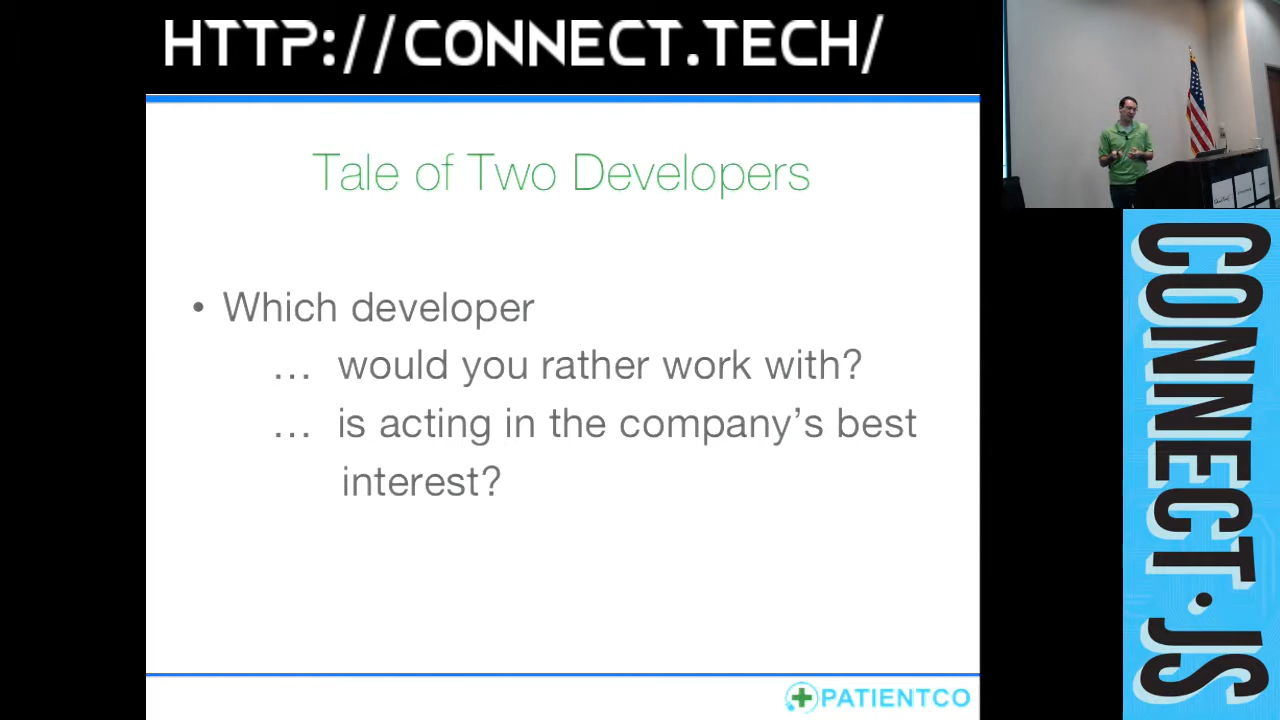 HTTP://CONNECT.TECH/
Tale of Two Developers
• Which developer
… would you rather work with?
… is acting in the company’s best
interest?
PATIENTCO
CONNECT.JS